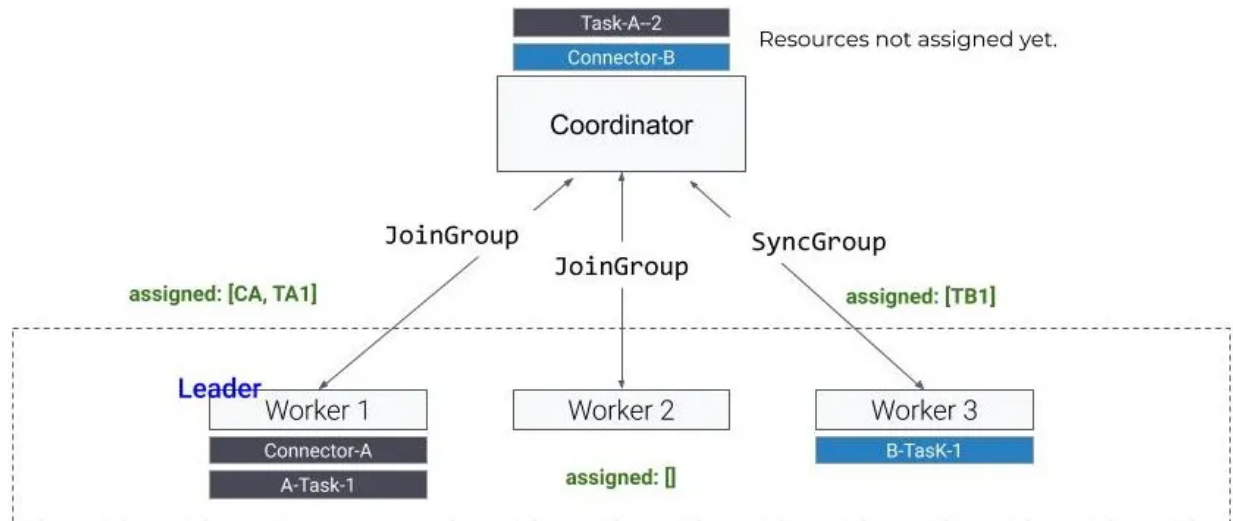 Task-A--2
Connector-B
Resources not assigned yet.
Coordinator
JoinGroup
JoinGroup
SyncGroup
assigned: [CA, TA1]
assigned: [TB1]
Leader
Worker 1
Worker 2
Worker 3
Connector-A
A-Task-1
assigned: []
B-TasK-1